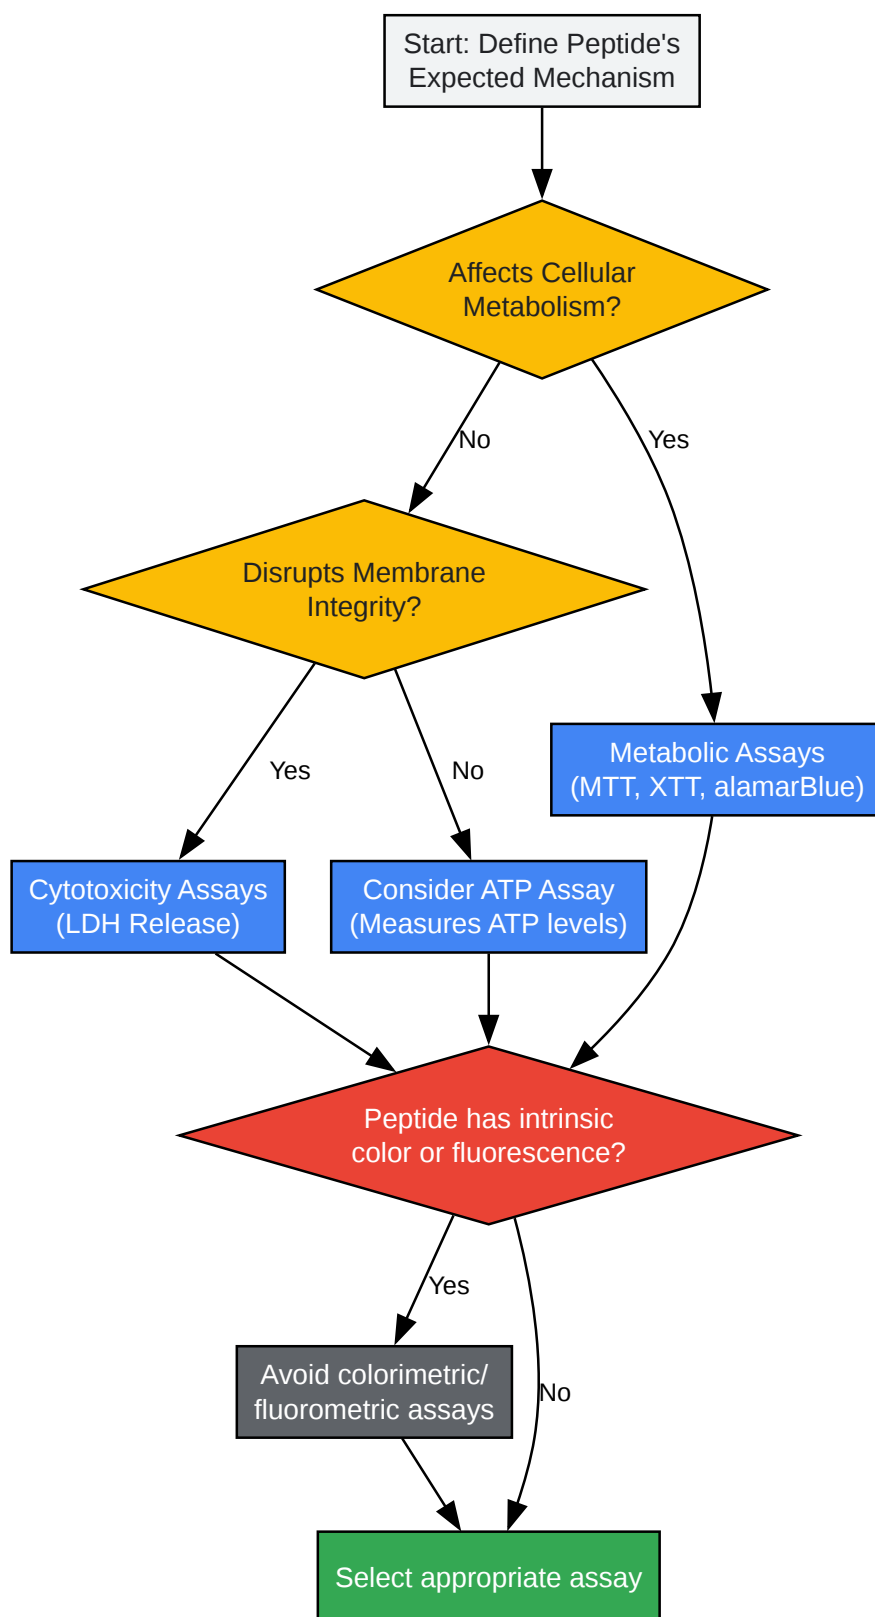 Start: Define Peptide's
Expected Mechanism
Affects Cellular
Metabolism?
No
Yes
Disrupts Membrane
Integrity?
Yes
No
Metabolic Assays
(MTT, XTT, alamarBlue)
Cytotoxicity Assays
(LDH Release)
Consider ATP Assay
(Measures ATP levels)
Peptide has intrinsic
color or fluorescence?
Yes
Avoid colorimetric/
fluorometric assays
No
Select appropriate assay